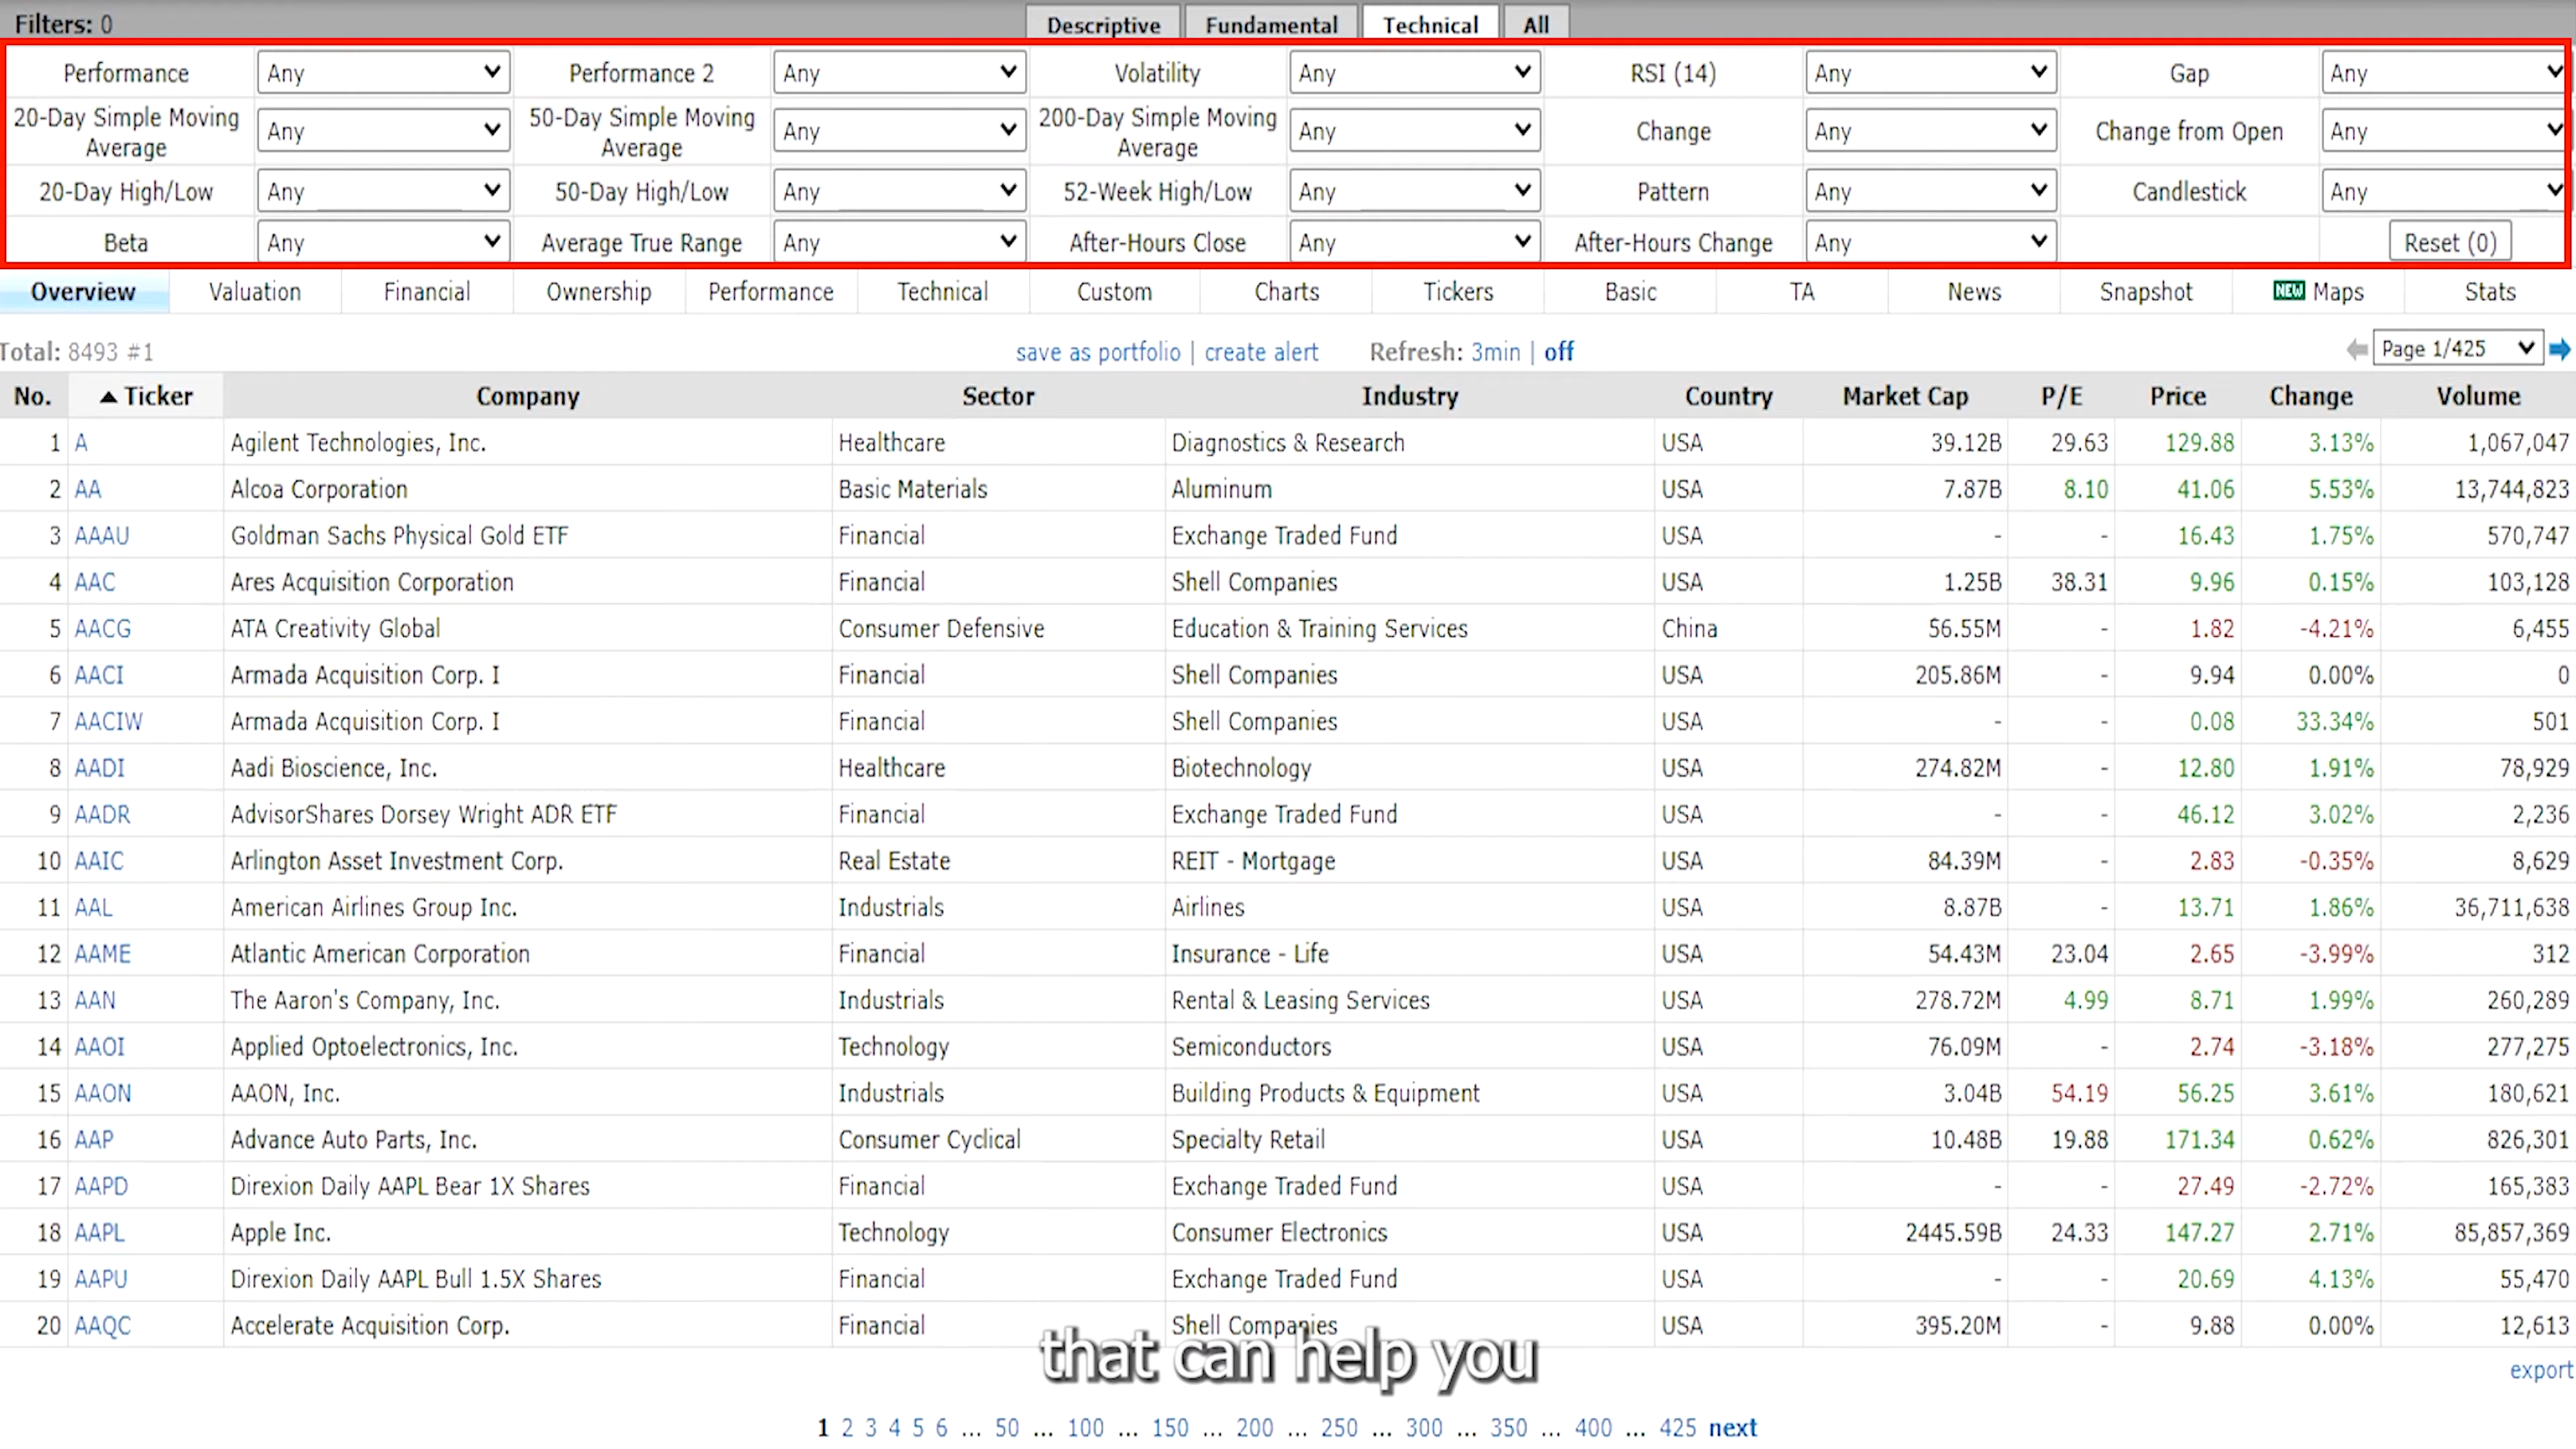 Filters: 0 Descriptive Fundamental Technical All
Performance Any Performance 2 Any Volatility Any RSI (14) Any Gap Any
20-Day Simple Moving Average Any 50-Day Simple Moving Average Any 200-Day Simple Moving Average Any Change Any Change from Open Any
20-Day High/Low Any 50-Day High/Low Any 52-Week High/Low Any Pattern Any Candlestick Any
Beta Any Average True Range Any After-Hours Close Any After-Hours Change Any Reset (0)
Overview Valuation Financial Ownership Performance Technical Custom Charts Tickers Basic TA News Snapshot NEW Maps Stats
Total: 8493 #1 save as portfolio | create alert Refresh: 3min | off Page 1/425
No. ▲ Ticker Company Sector Industry Country Market Cap P/E Price Change Volume
1 A Agilent Technologies, Inc. Healthcare Diagnostics & Research USA 39.12B 29.63 129.88 3.13% 1,067,047
2 AA Alcoa Corporation Basic Materials Aluminum USA 7.87B 8.10 41.06 5.53% 13,744,823
3 AAAU Goldman Sachs Physical Gold ETF Financial Exchange Traded Fund USA - - 16.43 1.75% 570,747
4 AAC Ares Acquisition Corporation Financial Shell Companies USA 1.25B 38.31 9.96 0.15% 103,128
5 AACG ATA Creativity Global Consumer Defensive Education & Training Services China 56.55M - 1.82 -4.21% 6,455
6 AACI Armada Acquisition Corp. I Financial Shell Companies USA 205.86M - 9.94 0.00% 0
7 AACIW Armada Acquisition Corp. I Financial Shell Companies USA - - 0.08 33.34% 501
8 AADI Aadi Bioscience, Inc. Healthcare Biotechnology USA 274.82M - 12.80 1.91% 78,929
9 AADR AdvisorShares Dorsey Wright ADR ETF Financial Exchange Traded Fund USA - - 46.12 3.02% 2,236
10 AAIC Arlington Asset Investment Corp. Real Estate REIT - Mortgage USA 84.39M - 2.83 -0.35% 8,629
11 AAL American Airlines Group Inc. Industrials Airlines USA 8.87B - 13.71 1.86% 36,711,638
12 AAME Atlantic American Corporation Financial Insurance - Life USA 54.43M 23.04 2.65 -3.99% 312
13 AAN The Aaron's Company, Inc. Industrials Rental & Leasing Services USA 278.72M 4.99 8.71 1.99% 260,289
14 AAOI Applied Optoelectronics, Inc. Technology Semiconductors USA 76.09M - 2.74 -3.18% 277,275
15 AAON AAON, Inc. Industrials Building Products & Equipment USA 3.04B 54.19 56.25 3.61% 180,621
16 AAP Advance Auto Parts, Inc. Consumer Cyclical Specialty Retail USA 10.48B 19.88 171.34 0.62% 826,301
17 AAPD Direxion Daily AAPL Bear 1X Shares Financial Exchange Traded Fund USA - - 27.49 -2.72% 165,383
18 AAPL Apple Inc. Technology Consumer Electronics USA 2445.59B 24.33 147.27 2.71% 85,857,369
19 AAPU Direxion Daily AAPL Bull 1.5X Shares Financial Exchange Traded Fund USA - - 20.69 4.13% 55,470
20 AAQC Accelerate Acquisition Corp. Financial Shell Companies USA 395.20M - 9.88 0.00% 12,613
that can help you
export
1 2 3 4 5 6 ... 50 ... 100 ... 150 ... 200 ... 250 ... 300 ... 350 ... 400 ... 425 next